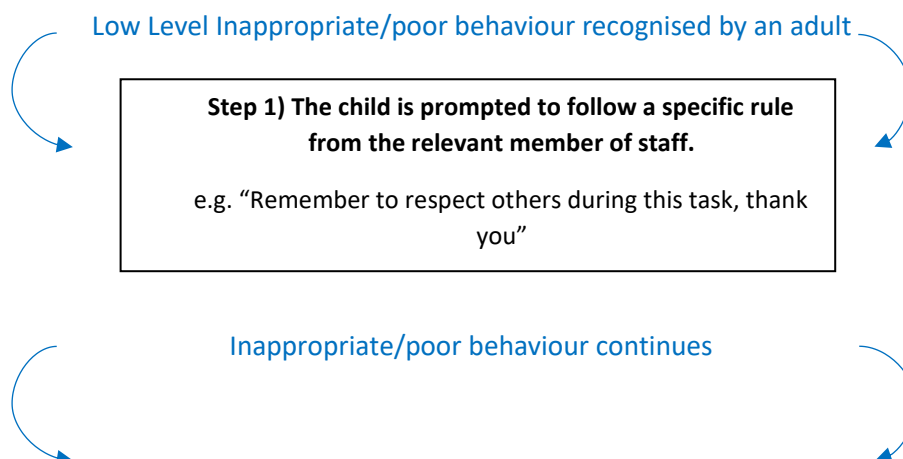 Low Level Inappropriate/poor behaviour recognised by an adult
Step 1) The child is prompted to follow a specific rule
from the relevant member of staff.
e.g. “Remember to respect others during this task, thank
you”
Inappropriate/poor behaviour continues